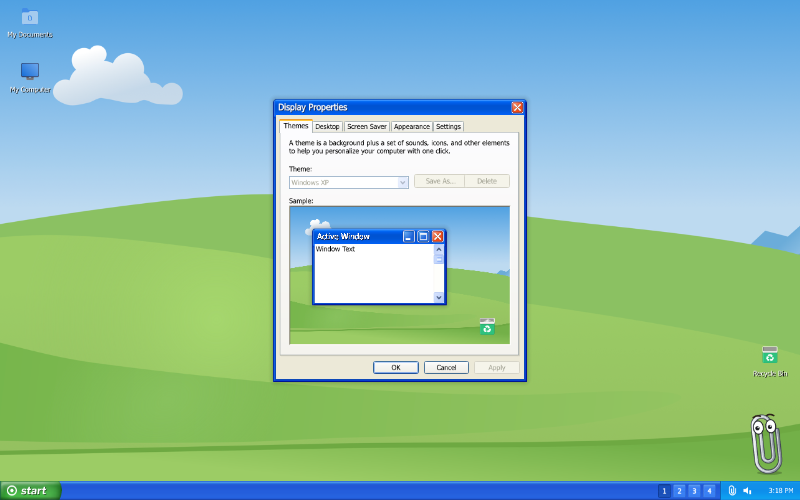 My Documents
My Computer
Display Properties
Themes
Desktop
Screen Saver
Appearance
Settings
A theme is a background plus a set of sounds, icons, and other elements
to help you personalize your computer with one click.
Theme:
Windows XP
Save As...
Delete
Sample:
Active Window
Window Text
OK
Cancel
Apply
Recycle Bin
start
1
2
3
4
3:18 PM